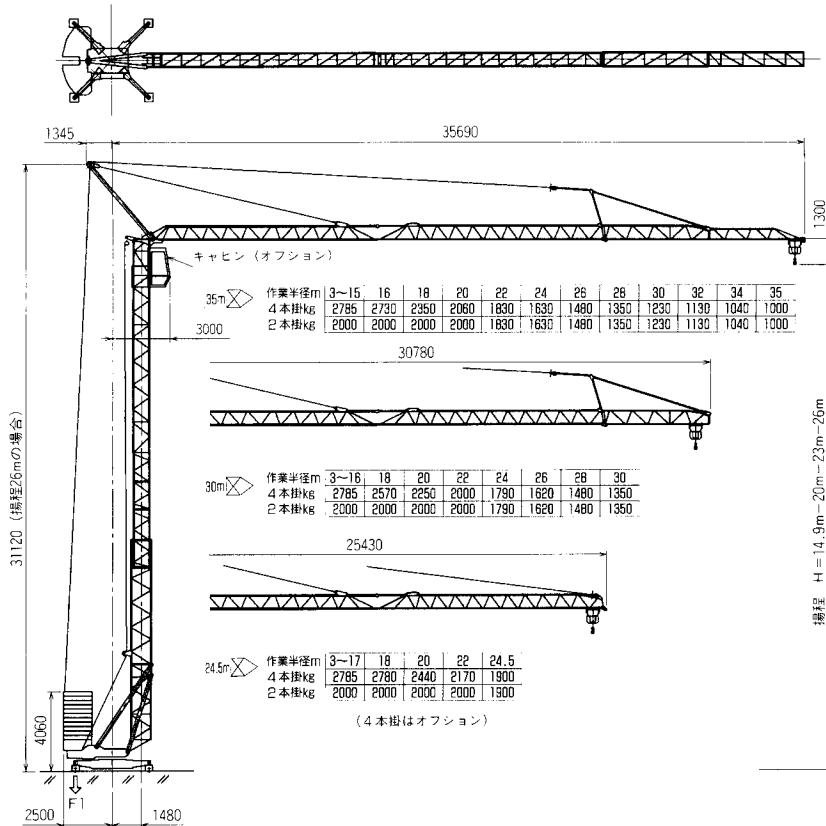 1345
35690
1300
キャビン (オプション)
3000
35m
作業半径m 3~15 16 18 20 22 24 26 28 30 32 34 35
4本掛kg 2785 2730 2350 2060 1830 1630 1480 1350 1230 1130 1040 1000
2本掛kg 2000 2000 2000 2000 1830 1630 1480 1350 1230 1130 1040 1000
30780
31120 (揚程26mの場合)
30m
作業半径m 3~16 18 20 22 24 26 28 30
4本掛kg 2785 2570 2250 2000 1790 1620 1480 1350
2本掛kg 2000 2000 2000 2000 1790 1620 1480 1350
揚程 H=14.9m-20m-23m-26m
25430
24.5m
作業半径m 3~17 18 20 22 24.5
4本掛kg 2785 2780 2440 2170 1900
2本掛kg 2000 2000 2000 2000 1900
(4本掛はオプション)
4060
F1
2500
1480